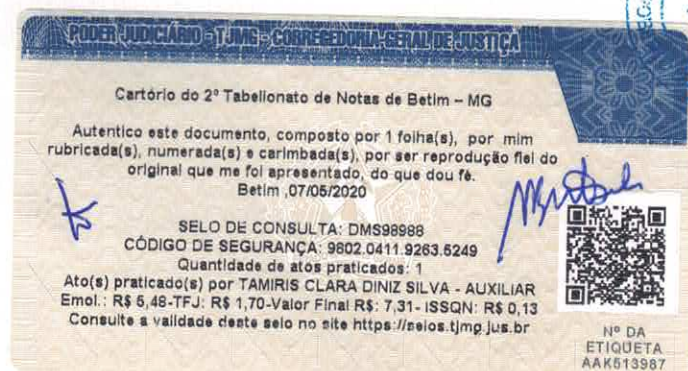 PODER JUDICIÁRIO - TJMG - CORREGEDORIA-GERAL DE JUSTIÇA
Cartório do 2º Tabelionato de Notas de Betim – MG
Autentico este documento, composto por 1 folha(s), por mim
rubricada(s), numerada(s) e carimbada(s), por ser reprodução fiel do
original que me foi apresentado, do que dou fé.
Betim ,07/05/2020
SELO DE CONSULTA: DMS98988
CÓDIGO DE SEGURANÇA: 9802.0411.9263.5249
Quantidade de atos praticados: 1
Ato(s) praticado(s) por TAMIRIS CLARA DINIZ SILVA - AUXILIAR
Emol.: R$ 5,48-TFJ: R$ 1,70-Valor Final R$: 7,31- ISSQN: R$ 0,13
Consulte a validade deste selo no site https://selos.tjmg.jus.br
Nº DA
ETIQUETA
AAK513987